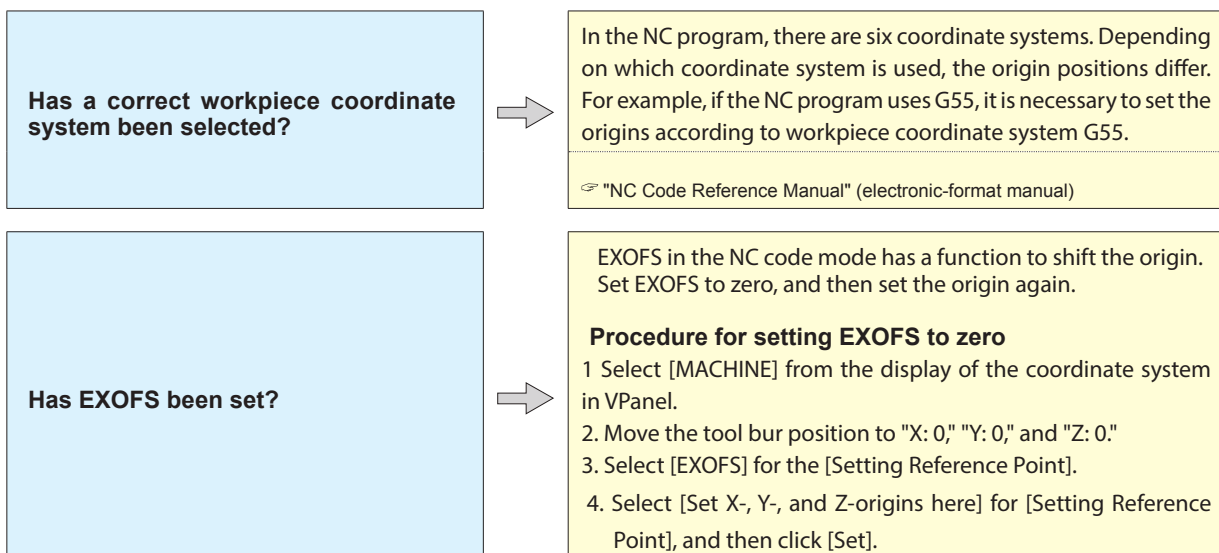 Has a correct workpiece coordinate
system been selected?
In the NC program, there are six coordinate systems. Depending
on which coordinate system is used, the origin positions differ.
For example, if the NC program uses G55, it is necessary to set the
origins according to workpiece coordinate system G55.
☞ "NC Code Reference Manual" (electronic-format manual)
Has EXOFS been set?
EXOFS in the NC code mode has a function to shift the origin.
Set EXOFS to zero, and then set the origin again.
Procedure for setting EXOFS to zero
1 Select [MACHINE] from the display of the coordinate system
in VPanel.
2. Move the tool bur position to "X: 0," "Y: 0," and "Z: 0."
3. Select [EXOFS] for the [Setting Reference Point].
4. Select [Set X-, Y-, and Z-origins here] for [Setting Reference
Point], and then click [Set].